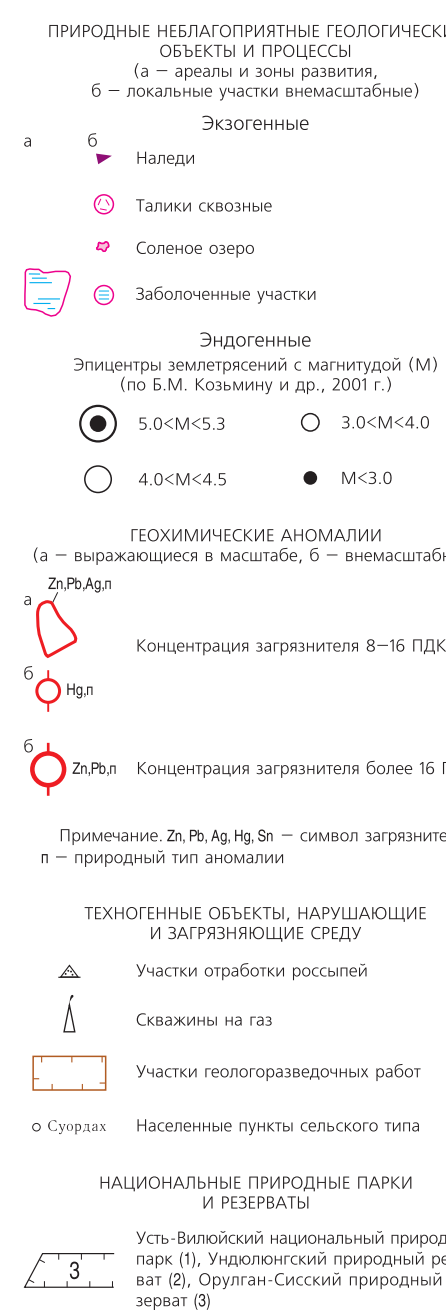 ПРИРОДНЫЕ НЕБЛАГОПРИЯТНЫЕ ГЕОЛОГИЧЕСКИ
ОБЪЕКТЫ И ПРОЦЕССЫ
(а – ареалы и зоны развития,
б – локальные участки внемасштабные)
Экзогенные
а б
Наледи
Талики сквозные
Соленое озеро
Заболоченные участки
Эндогенные
Эпицентры землетрясений с магнитудой (М)
(по Б.М. Козьмину и др., 2001 г.)
5.0<М<5.3 3.0<М<4.0
4.0<М<4.5 М<3.0
ГЕОХИМИЧЕСКИЕ АНОМАЛИИ
(а – выражающиеся в масштабе, б – внемасштабн
Zn,Pb,Ag,п
а
Концентрация загрязнителя 8–16 ПДК
б
Hg,п
б
Zn,Pb,п Концентрация загрязнителя более 16 П
Примечание. Zn, Pb, Ag, Hg, Sn – символ загрязните
п – природный тип аномалии
ТЕХНОГЕННЫЕ ОБЪЕКТЫ, НАРУШАЮЩИЕ
И ЗАГРЯЗНЯЮЩИЕ СРЕДУ
Участки отработки россыпей
Скважины на газ
Участки геологоразведочных работ
Суордах Населенные пункты сельского типа
НАЦИОНАЛЬНЫЕ ПРИРОДНЫЕ ПАРКИ
И РЕЗЕРВАТЫ
Усть-Вилюйский национальный природ
парк (1), Ундюлюнгский природный ре
3 ват (2), Орулган-Сисский природный
зерват (3)